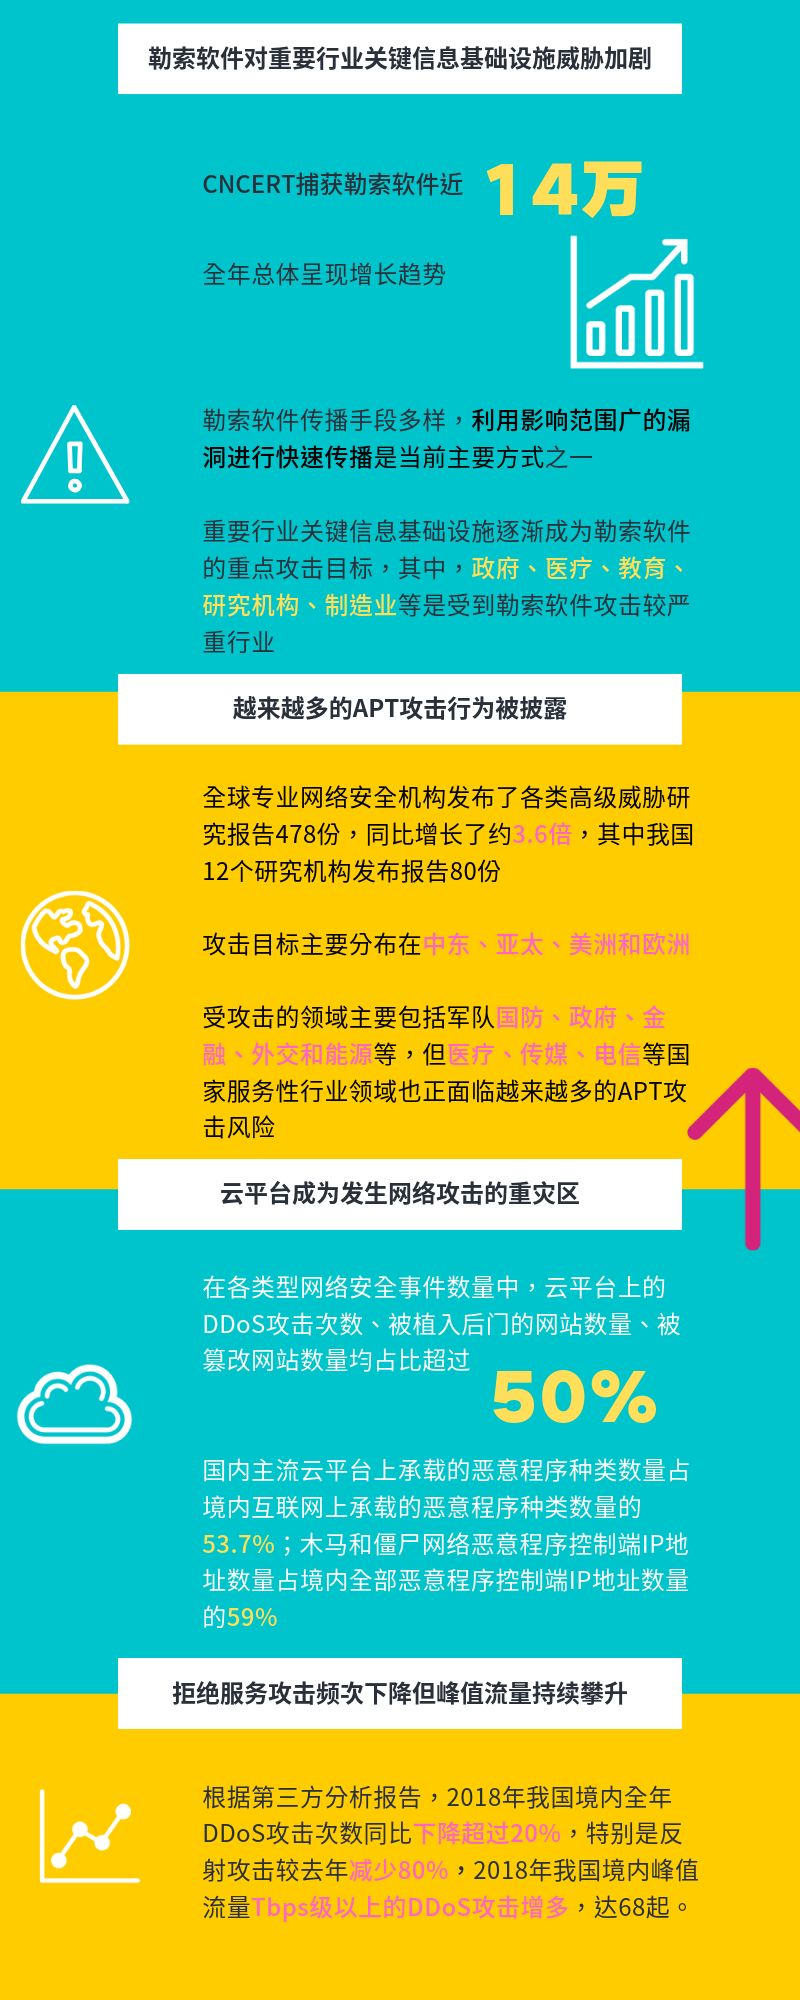 勒索软件对重要行业关键信息基础设施威胁加剧
CNCERT捕获勒索软件近 14万
全年总体呈现增长趋势
勒索软件传播手段多样，利用影响范围广的漏
洞进行快速传播是当前主要方式之一
重要行业关键信息基础设施逐渐成为勒索软件
的重点攻击目标，其中，政府、医疗、教育、
研究机构、制造业等是受到勒索软件攻击较严
重行业
越来越多的APT攻击行为被披露
全球专业网络安全机构发布了各类高级威胁研
究报告478份，同比增长了约3.6倍，其中我国
12个研究机构发布报告80份
攻击目标主要分布在中东、亚太、美洲和欧洲
受攻击的领域主要包括军队国防、政府、金
融、外交和能源等，但医疗、传媒、电信等国
家服务性行业领域也正面临越来越多的APT攻
击风险
云平台成为发生网络攻击的重灾区
在各类型网络安全事件数量中，云平台上的
DDoS攻击次数、被植入后门的网站数量、被
篡改网站数量均占比超过
50%
国内主流云平台上承载的恶意程序种类数量占
境内互联网上承载的恶意程序种类数量的
53.7%；木马和僵尸网络恶意程序控制端IP地
址数量占境内全部恶意程序控制端IP地址数量
的59%
拒绝服务攻击频次下降但峰值流量持续攀升
根据第三方分析报告，2018年我国境内全年
DDoS攻击次数同比下降超过20%，特别是反
射攻击较去年减少80%，2018年我国境内峰值
流量Tbps级以上的DDoS攻击增多，达68起。